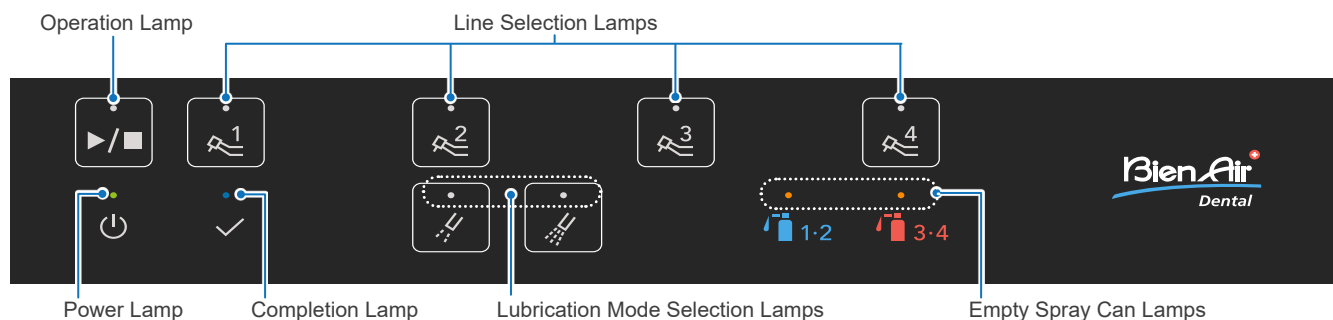 Operation Lamp
Line Selection Lamps
1
2
3
4
Bien Air
Dental
1·2
3·4
Power Lamp
Completion Lamp
Lubrication Mode Selection Lamps
Empty Spray Can Lamps